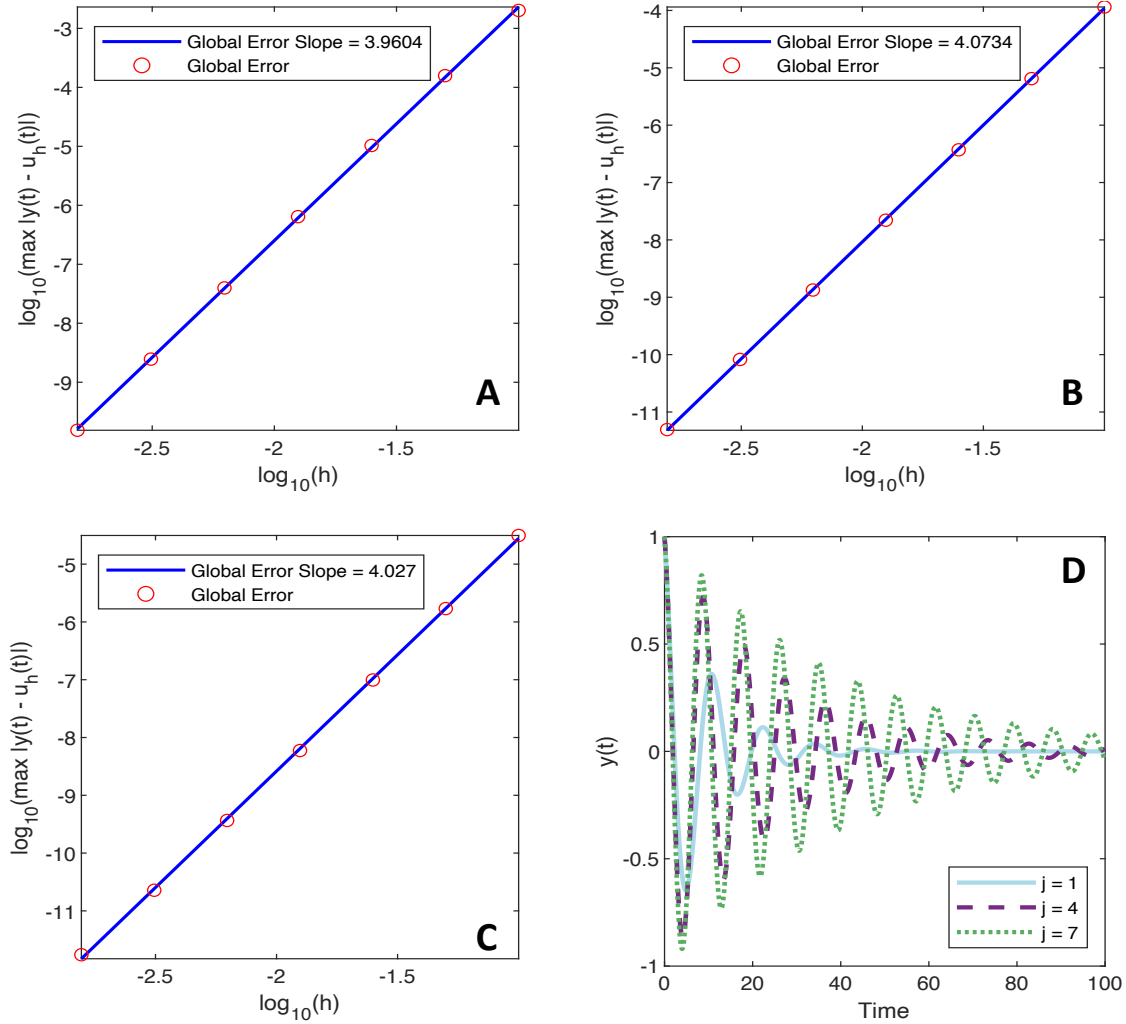 -3
-4
-5
-6
-7
-8
-9
log10(max |y(t) - u_h(t)|)
Global Error Slope = 3.9604
Global Error
A
-2.5 -2 -1.5
log10(h)
-4
-5
-6
-7
-8
-9
-10
-11
log10(max |y(t) - u_h(t)|)
Global Error Slope = 4.0734
Global Error
B
-2.5 -2 -1.5
log10(h)
-5
-6
-7
-8
-9
-10
-11
log10(max |y(t) - u_h(t)|)
Global Error Slope = 4.027
Global Error
C
-2.5 -2 -1.5
log10(h)
1
0.5
0
-0.5
-1
y(t)
D
j = 1
j = 4
j = 7
0 20 40 60 80 100
Time